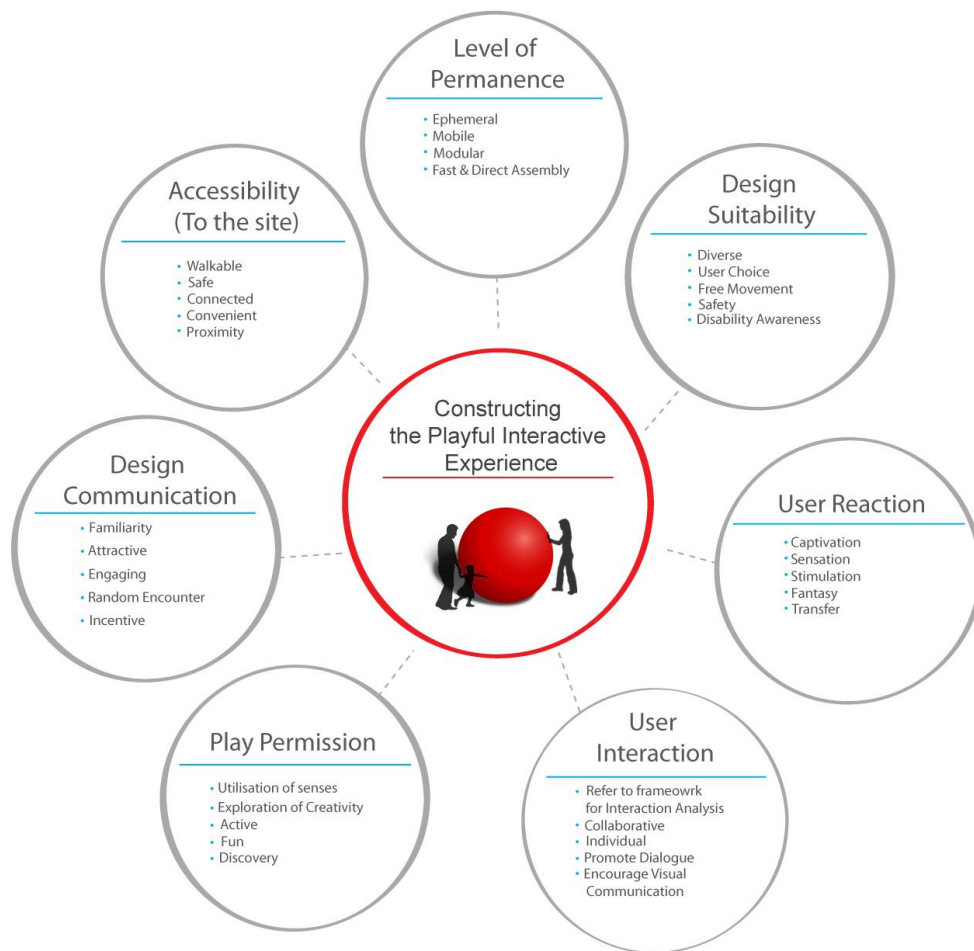 Level of
Permanence
• Ephemeral
• Mobile
• Modular
• Fast & Direct Assembly
Design
Suitability
• Diverse
• User Choice
• Free Movement
• Safety
• Disability Awareness
User Reaction
• Captivation
• Sensation
• Stimulation
• Fantasy
• Transfer
User
Interaction
• Refer to frameowrk
for Interaction Analysis
• Collaborative
• Individual
• Promote Dialogue
• Encourage Visual
Communication
Play Permission
• Utilisation of senses
• Exploration of Creativity
• Active
• Fun
• Discovery
Design
Communication
• Familiarity
• Attractive
• Engaging
• Random Encounter
• Incentive
Accessibility
(To the site)
• Walkable
• Safe
• Connected
• Convenient
• Proximity
Constructing
the Playful Interactive
Experience